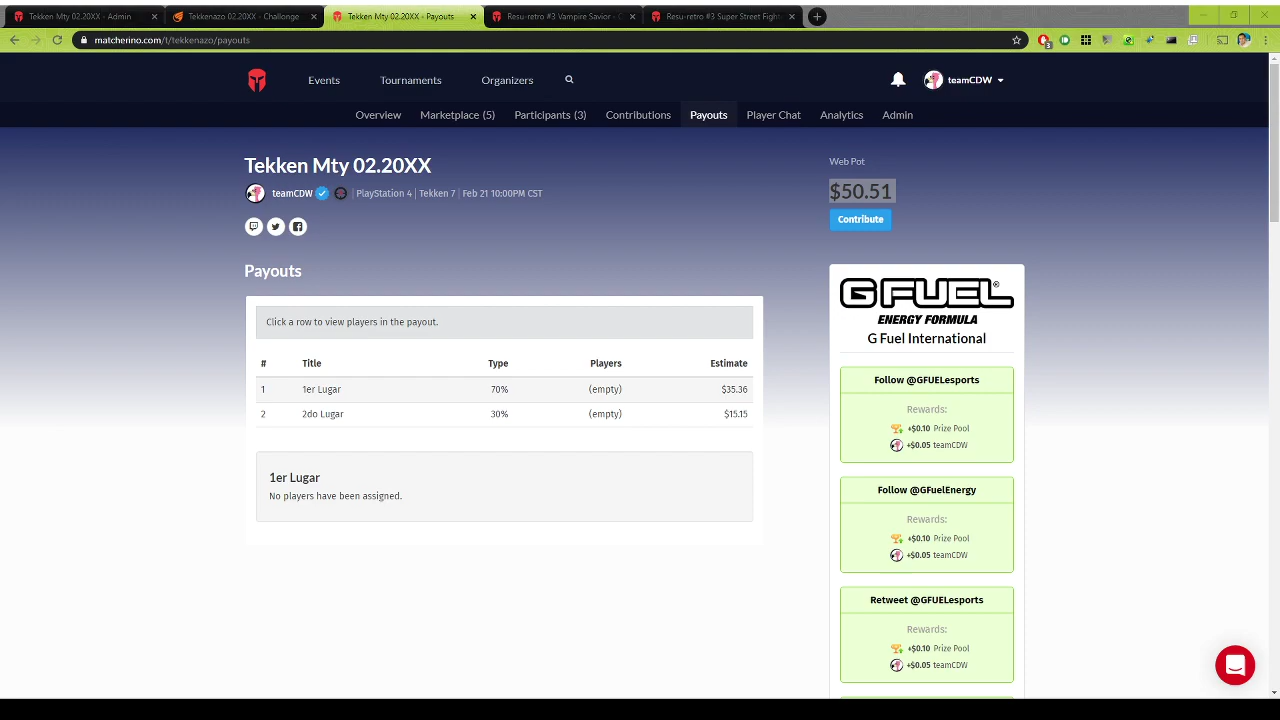 Tekken Mty 02.20XX - Admin
Tekkenazo 02.20XX - Challonge
Tekken Mty 02.20XX - Payouts
Resu-retro #3 Vampire Savior - C
Resu-retro #3 Super Street Fight
matcherino.com/t/tekkenazo/payouts
3
Events
Tournaments
Organizers
teamCDW
Overview
Marketplace (5)
Participants (3)
Contributions
Payouts
Player Chat
Analytics
Admin
Tekken Mty 02.20XX
teamCDW | PlayStation 4 | Tekken 7 | Feb 21 10:00PM CST
Web Pot
$50.51
Contribute
Payouts
Click a row to view players in the payout.
# Title Type Players Estimate
1 1er Lugar 70% (empty) $35.36
2 2do Lugar 30% (empty) $15.15
1er Lugar
No players have been assigned.
G FUEL®
ENERGY FORMULA
G Fuel International
Follow @GFUELesports
Rewards:
+$0.10 Prize Pool
+$0.05 teamCDW
Follow @GFuelEnergy
Rewards:
+$0.10 Prize Pool
+$0.05 teamCDW
Retweet @GFUELesports
Rewards:
+$0.10 Prize Pool
+$0.05 teamCDW